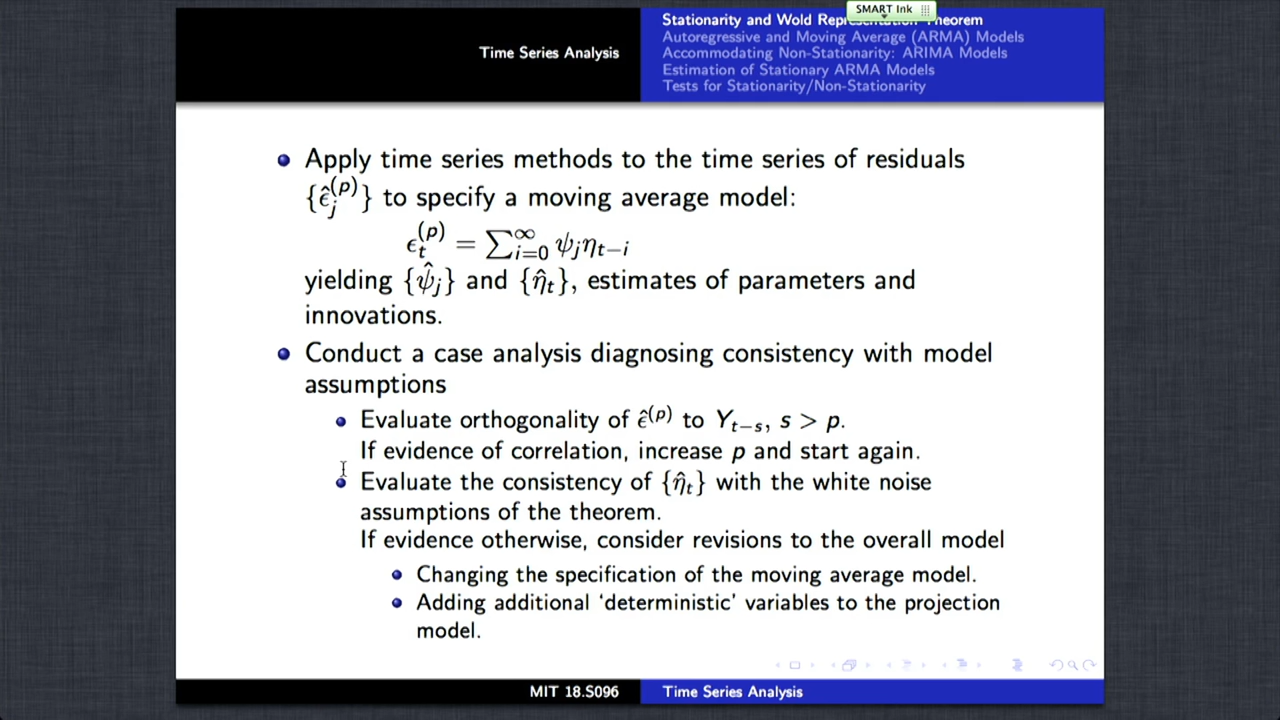 SMART Ink
Time Series Analysis
Stationarity and Wold Representation Theorem
Autoregressive and Moving Average (ARMA) Models
Accommodating Non-Stationarity: ARIMA Models
Estimation of Stationary ARMA Models
Tests for Stationarity/Non-Stationarity
Apply time series methods to the time series of residuals
{ε̂_j^(p)} to specify a moving average model:
ε_t^(p) = ∑_{i=0}^∞ ψ_j η_{t−i}
yielding {ψ̂_j} and {η̂_t}, estimates of parameters and
innovations.
Conduct a case analysis diagnosing consistency with model
assumptions
Evaluate orthogonality of ε̂^(p) to Y_{t−s}, s > p.
If evidence of correlation, increase p and start again.
Evaluate the consistency of {η̂_t} with the white noise
assumptions of the theorem.
If evidence otherwise, consider revisions to the overall model
Changing the specification of the moving average model.
Adding additional ‘deterministic’ variables to the projection
model.
MIT 18.S096
Time Series Analysis